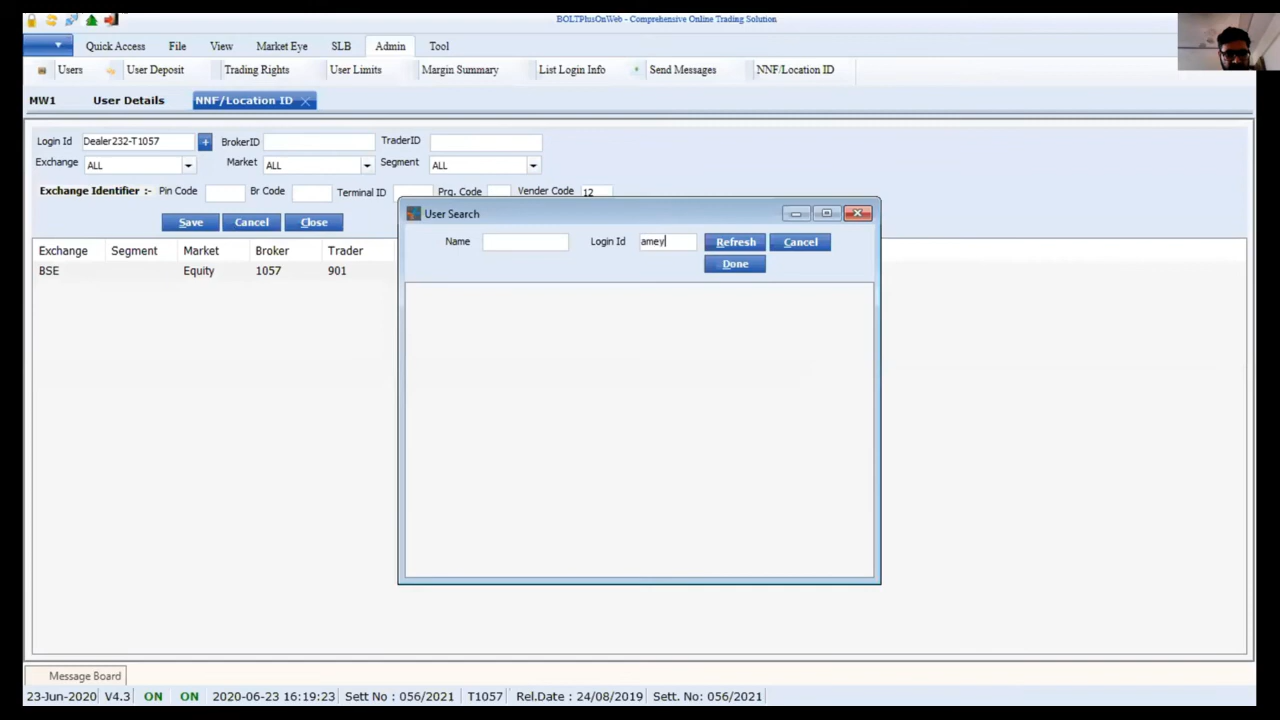 BOLTPlusOnWeb - Comprehensive Online Trading Solution
Quick Access File View Market Eye SLB Admin Tool
Users User Deposit Trading Rights User Limits Margin Summary List Login Info Send Messages NNF/Location ID
MW1 User Details NNF/Location ID
Login Id Dealer232-T1057 + BrokerID TraderID
Exchange ALL Market ALL Segment ALL
Exchange Identifier :- Pin Code Br Code Terminal ID Prg. Code Vender Code 12
Save Cancel Close
Exchange Segment Market Broker Trader
BSE Equity 1057 901
User Search
Name Login Id amey Refresh Cancel
Done
Message Board
23-Jun-2020 V4.3 ON ON 2020-06-23 16:19:23 Sett No : 056/2021 T1057 Rel.Date : 24/08/2019 Sett. No: 056/2021